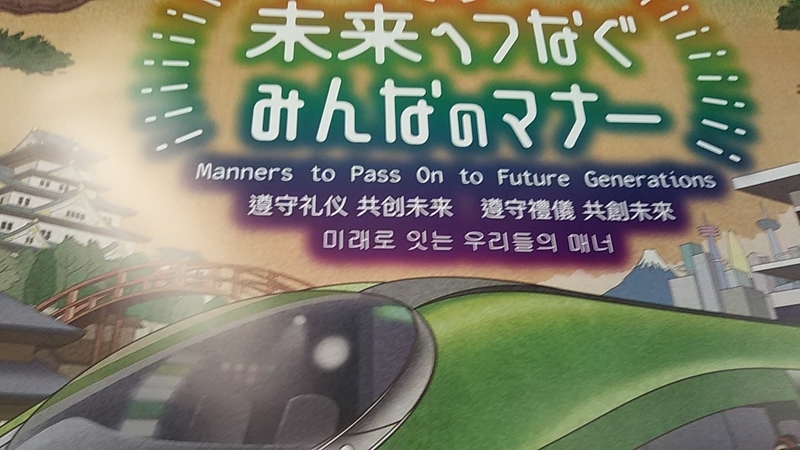 未来へつなぐ
みんなのマナー
Manners to Pass On to Future Generations
遵守礼仪 共创未来 遵守禮儀 共創未來
미래로 잇는 우리들의 매너